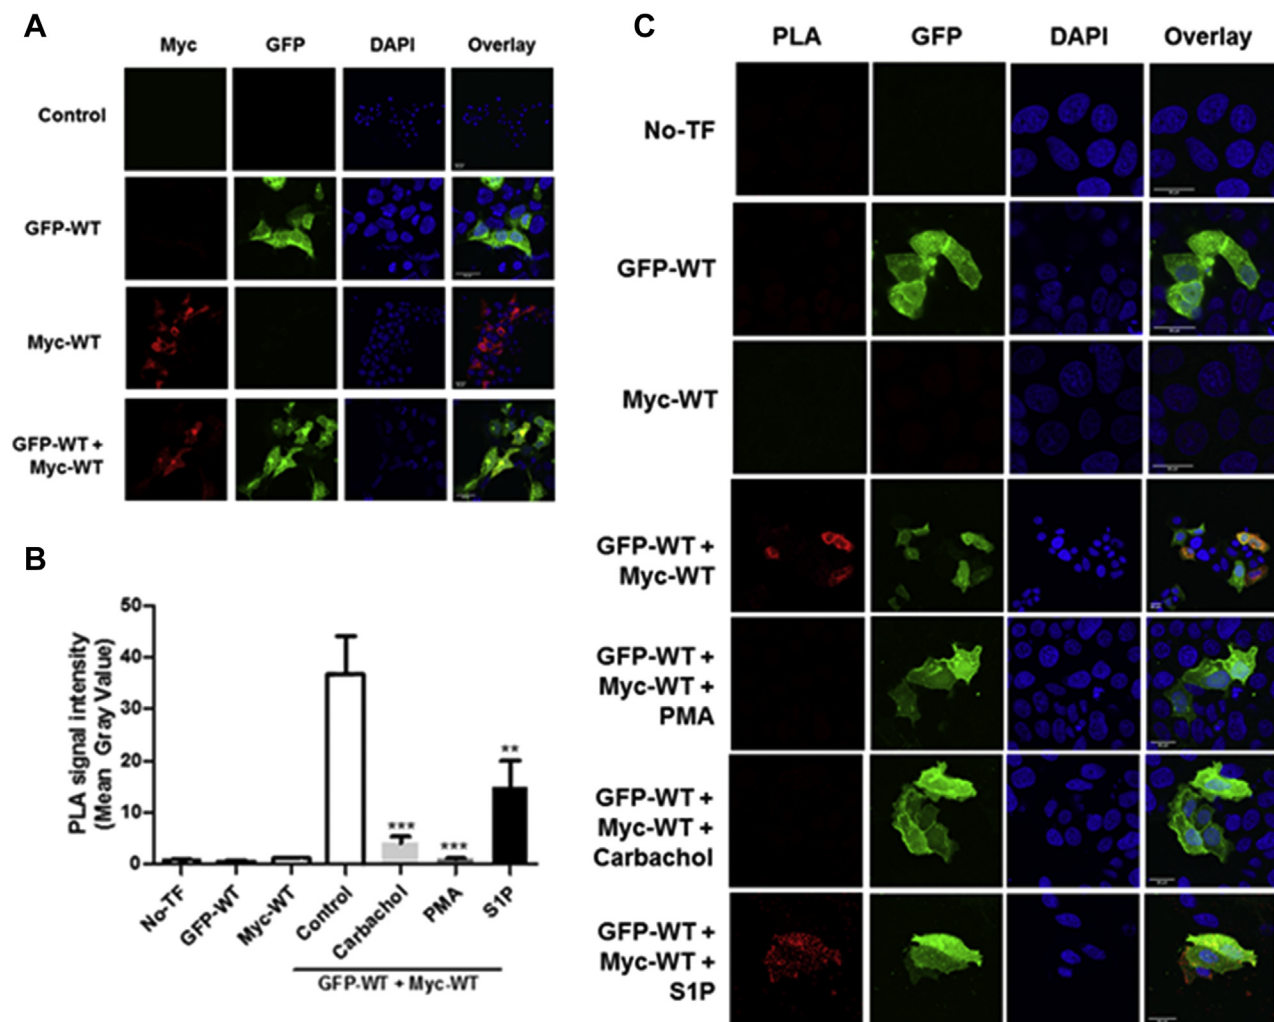 A
Myc GFP DAPI Overlay
Control
GFP-WT
Myc-WT
GFP-WT +
Myc-WT
B
PLA signal intensity
(Mean Gray Value)
50
40
30
20
10
0
***
***
**
No-TF
GFP-WT
Myc-WT
Control
Carbachol
PMA
S1P
GFP-WT + Myc-WT
C
PLA GFP DAPI Overlay
No-TF
GFP-WT
Myc-WT
GFP-WT +
Myc-WT
GFP-WT +
Myc-WT +
PMA
GFP-WT +
Myc-WT +
Carbachol
GFP-WT +
Myc-WT +
S1P